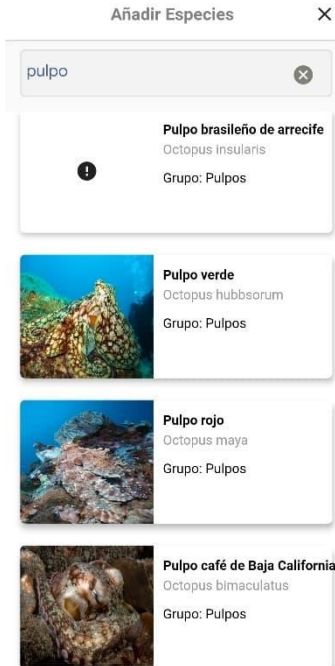 Añadir Especies
pulpo
Pulpo brasileño de arrecife
Octopus insularis
Grupo: Pulpos
Pulpo verde
Octopus hubbsorum
Grupo: Pulpos
Pulpo rojo
Octopus maya
Grupo: Pulpos
Pulpo café de Baja California
Octopus bimaculatus
Grupo: Pulpos